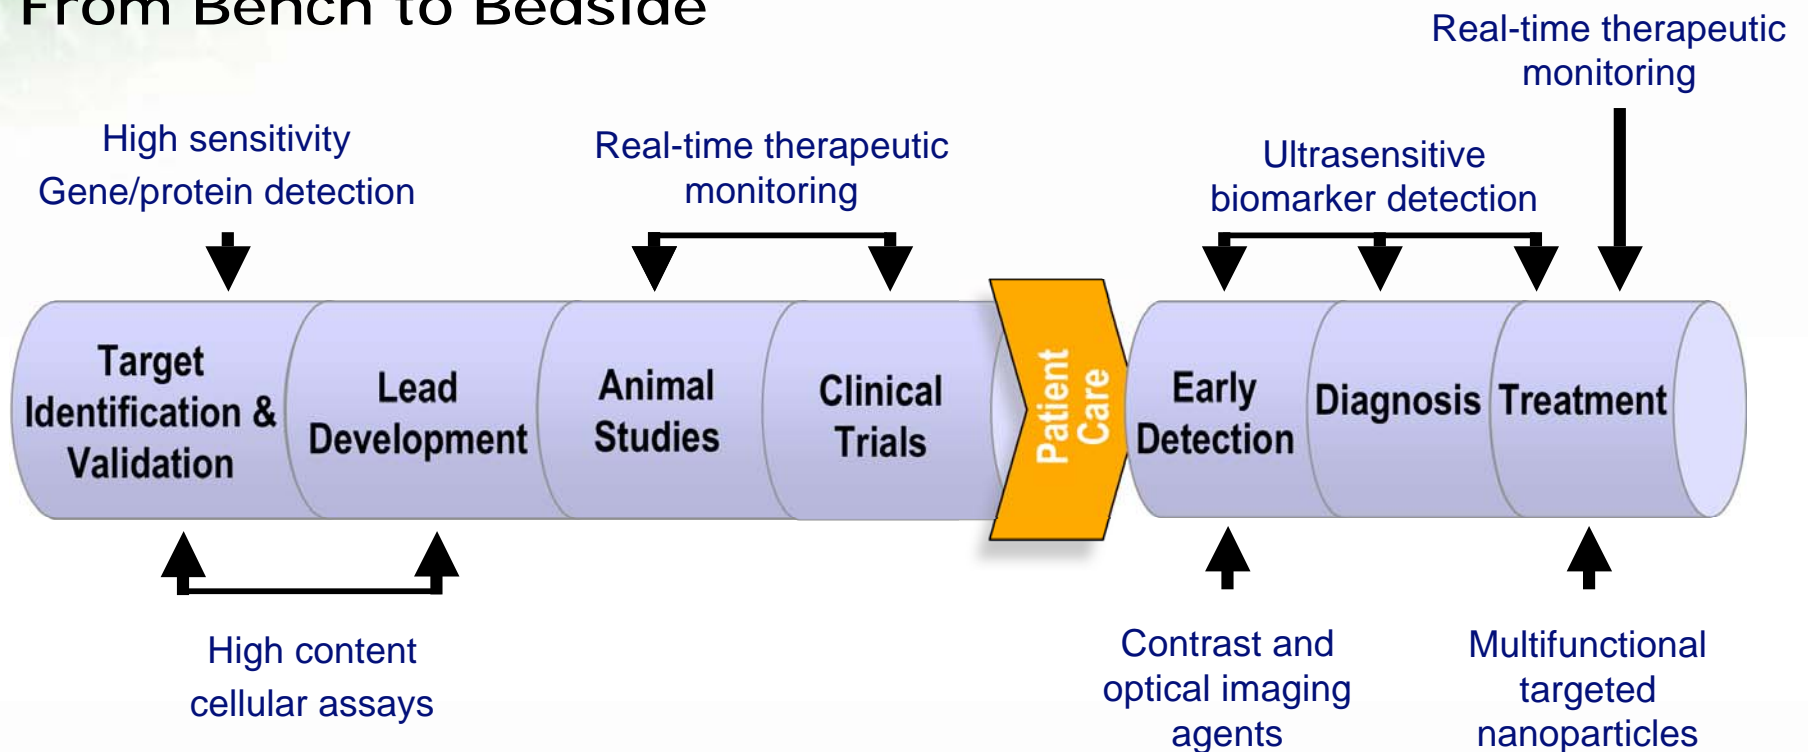 From Bench to Bedside
Real-time therapeutic
monitoring
High sensitivity
Gene/protein detection
Real-time therapeutic
monitoring
Ultrasensitive
biomarker detection
Target
Identification &
Validation
Lead
Development
Animal
Studies
Clinical
Trials
Patient
Care
Early
Detection
Diagnosis
Treatment
High content
cellular assays
Contrast and
optical imaging
agents
Multifunctional
targeted
nanoparticles